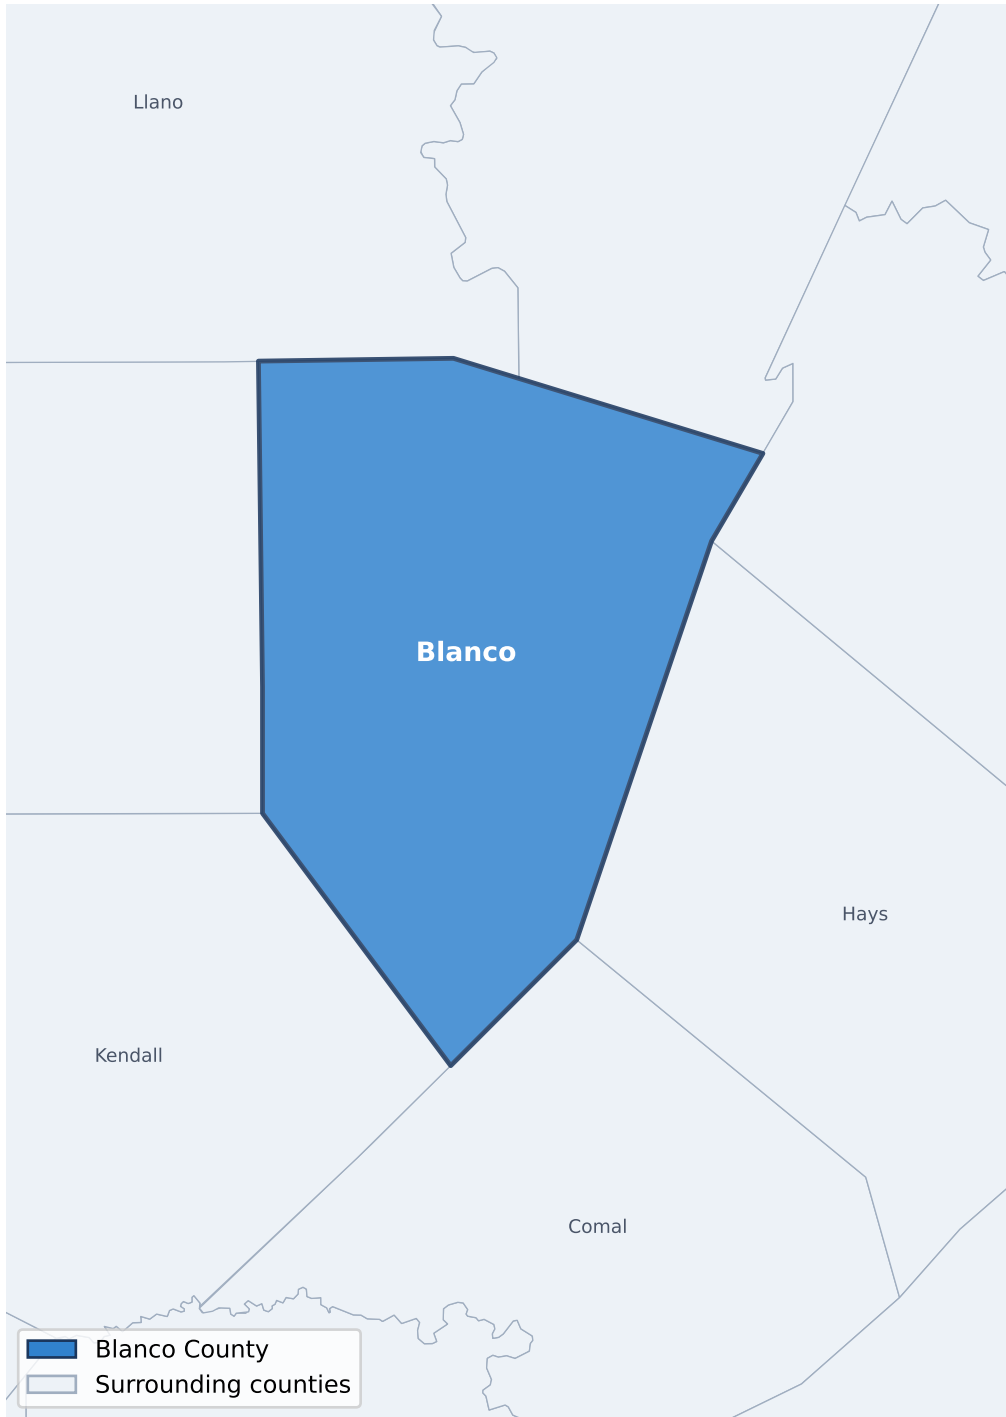 Llano
Blanco
Hays
Kendall
Comal
Blanco County
Surrounding counties